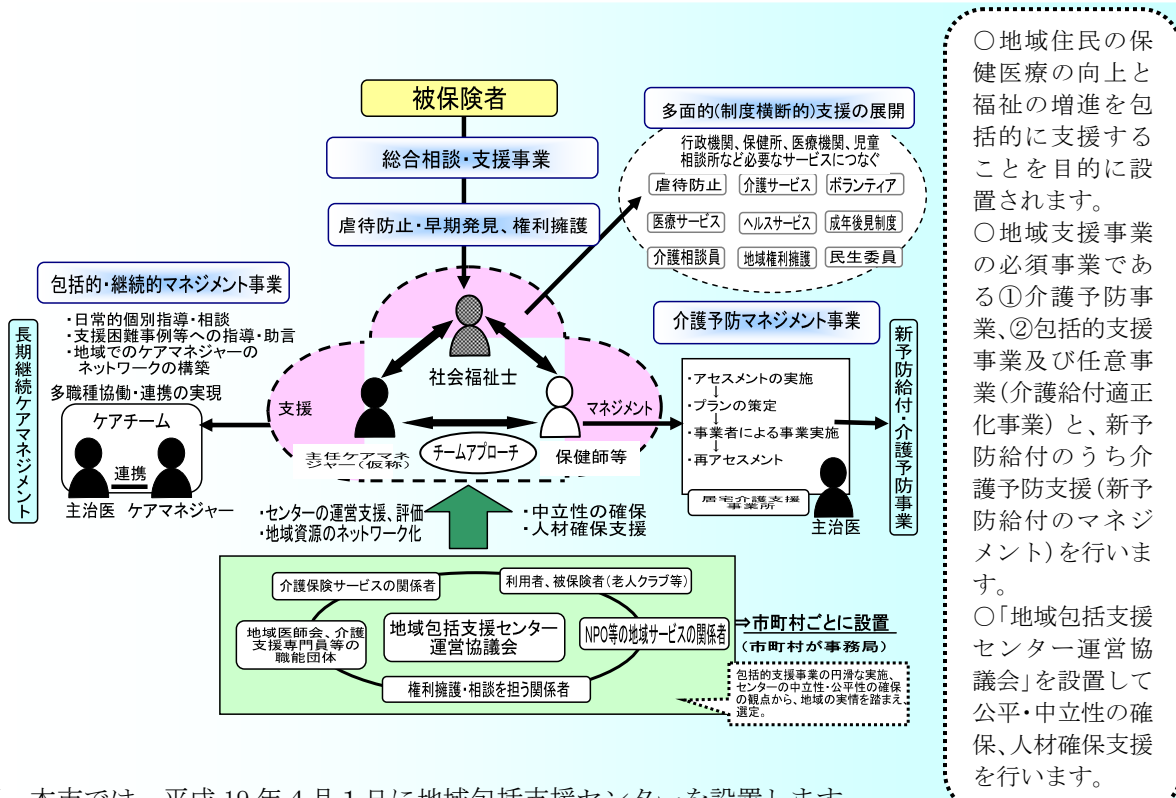 被保険者
総合相談・支援事業
虐待防止・早期発見、権利擁護
多面的(制度横断的)支援の展開
行政機関、保健所、医療機関、児童
相談所など必要なサービスにつなぐ
虐待防止 介護サービス ボランティア
医療サービス ヘルスサービス 成年後見制度
介護相談員 地域権利擁護 民生委員
包括的・継続的マネジメント事業
・日常的個別指導・相談
・支援困難事例等への指導・助言
・地域でのケアマネジャーの
ネットワークの構築
多職種協働・連携の実現
ケアチーム
連携
主治医 ケアマネジャー
長期継続ケアマネジメント
支援
社会福祉士
マネジメント
主任ケアマネ
ジャー(仮称)
チームアプローチ
保健師等
介護予防マネジメント事業
・アセスメントの実施
↓
・プランの策定
↓
・事業者による事業実施
↓
・再アセスメント
居宅介護支援
事業所
主治医
新予防給付・介護予防事業
・センターの運営支援、評価
・地域資源のネットワーク化
・中立性の確保
・人材確保支援
介護保険サービスの関係者
利用者、被保険者(老人クラブ等)
地域医師会、介護
支援専門員等の
職能団体
地域包括支援センター
運営協議会
NPO等の地域サービスの関係者
権利擁護・相談を担う関係者
⇒市町村ごとに設置
(市町村が事務局)
包括的支援事業の円滑な実施、
センターの中立性・公平性の確保
の観点から、地域の実情を踏まえ、
選定。
○地域住民の保
健医療の向上と
福祉の増進を包
括的に支援する
ことを目的に設
置されます。
○地域支援事業
の必須事業であ
る①介護予防事
業、②包括的支援
事業及び任意事
業(介護給付適正
化事業)と、新予
防給付のうち介
護予防支援(新予
防給付のマネジ
メント)を行いま
す。
○「地域包括支援
センター運営協
議会」を設置して
公平・中立性の確
保、人材確保支援
を行います。
本市では、平成19年4月1日に地域包括支援センターを設置します